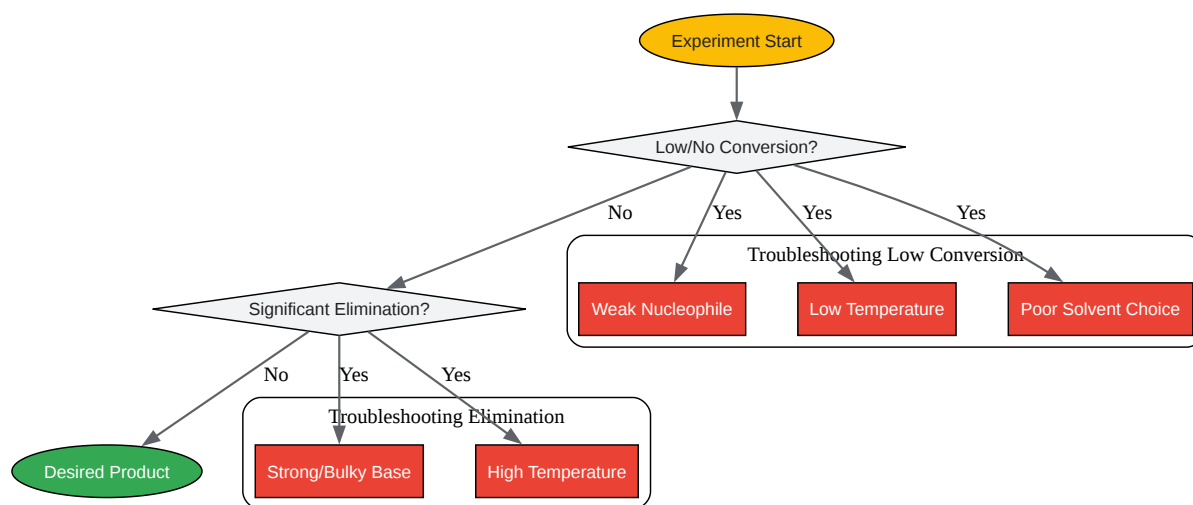 Experiment Start
Low/No Conversion?
No
Yes
Yes
Yes
Troubleshooting Low Conversion
Significant Elimination?
Weak Nucleophile
Low Temperature
Poor Solvent Choice
No
Yes
Yes
Troubleshooting Elimination
Desired Product
Strong/Bulky Base
High Temperature